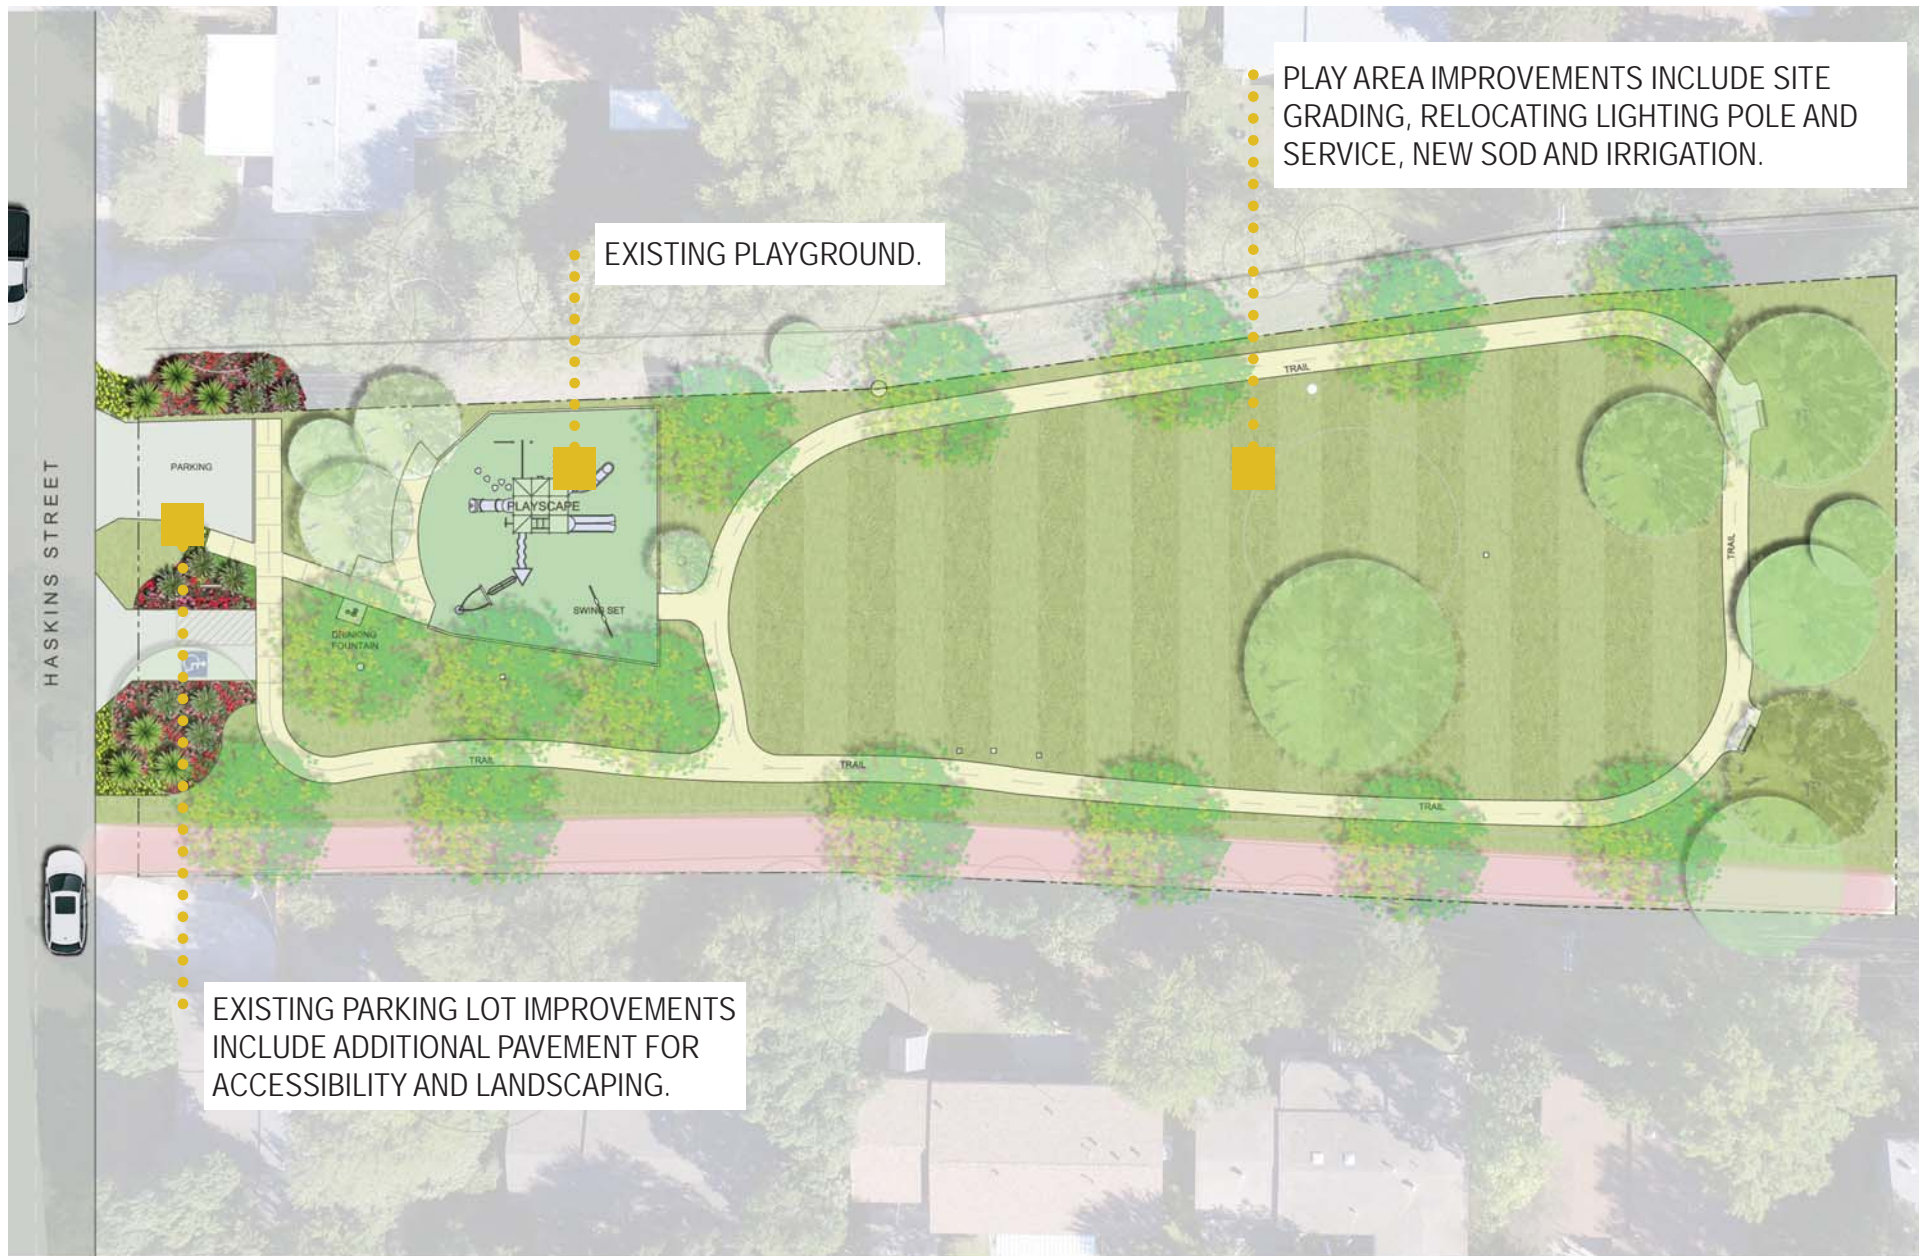 PLAY AREA IMPROVEMENTS INCLUDE SITE
GRADING, RELOCATING LIGHTING POLE AND
SERVICE, NEW SOD AND IRRIGATION.
EXISTING PLAYGROUND.
TRAIL
PARKING
PLAYSCAPE
HASKINS STREET
TRAIL
SWING SET
DRINKING
FOUNTAIN
TRAIL
TRAIL
TRAIL
EXISTING PARKING LOT IMPROVEMENTS
INCLUDE ADDITIONAL PAVEMENT FOR
ACCESSIBILITY AND LANDSCAPING.